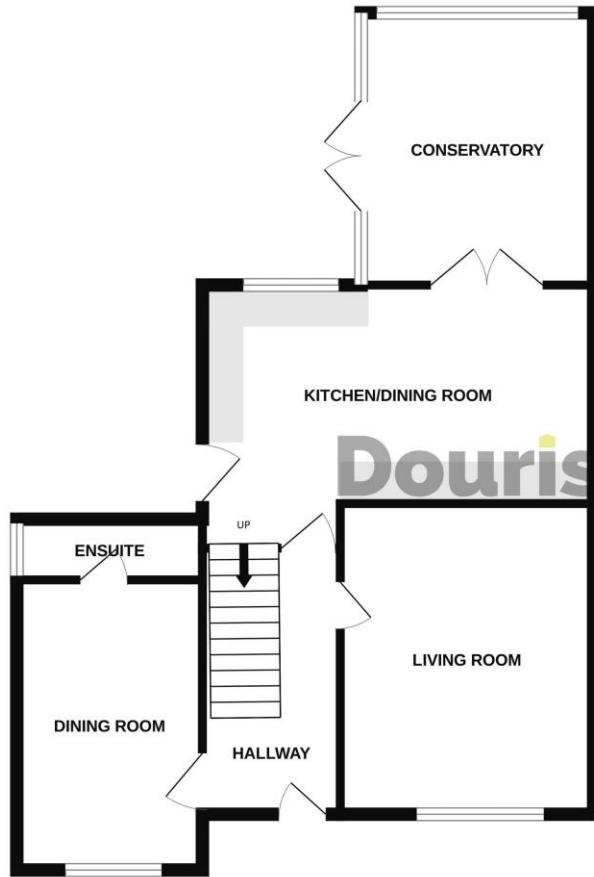 CONSERVATORY
KITCHEN/DINING ROOM
Douris
UP
ENSUITE
LIVING ROOM
DINING ROOM
HALLWAY